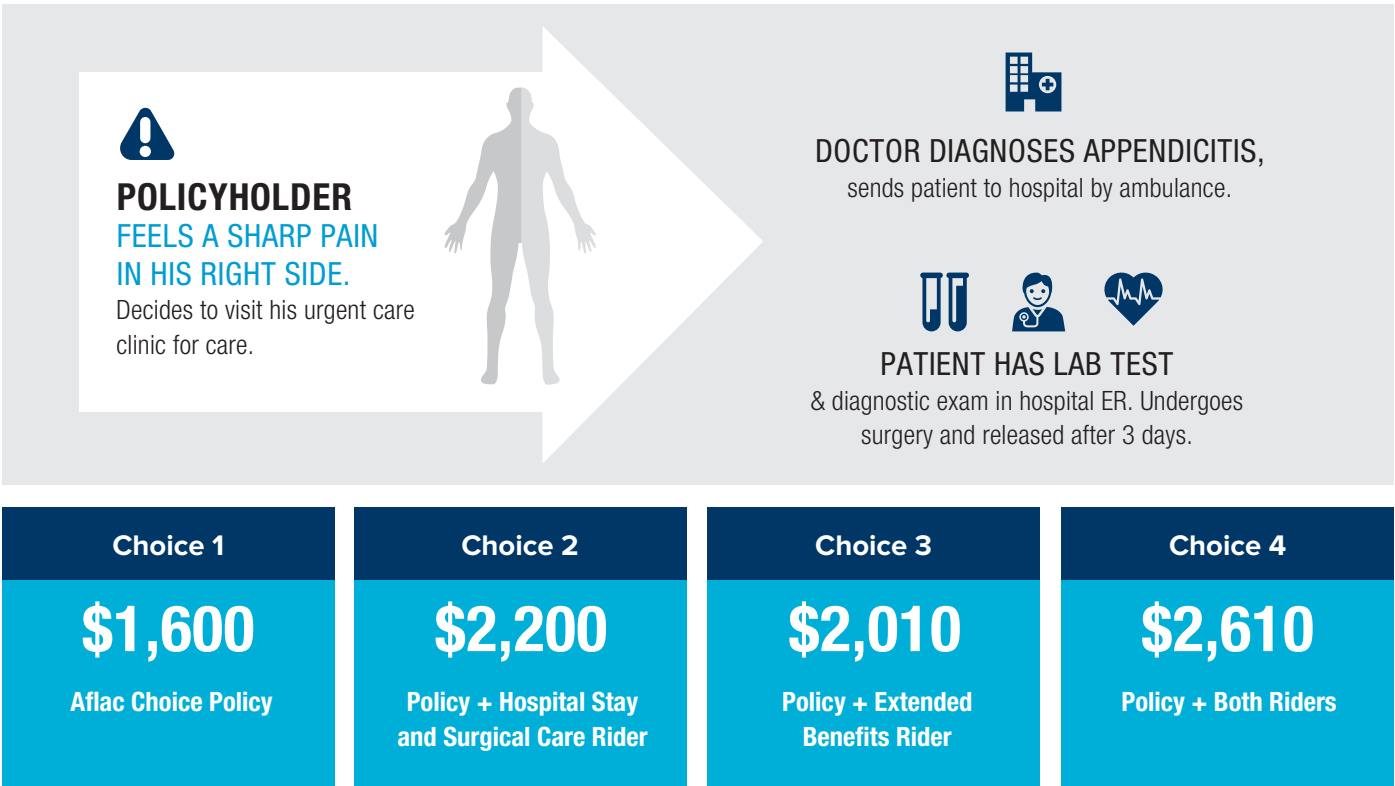 POLICYHOLDER
FEELS A SHARP PAIN
IN HIS RIGHT SIDE.
Decides to visit his urgent care
clinic for care.
DOCTOR DIAGNOSES APPENDICITIS,
sends patient to hospital by ambulance.
PATIENT HAS LAB TEST
& diagnostic exam in hospital ER. Undergoes
surgery and released after 3 days.
Choice 1
$1,600
Aflac Choice Policy
Choice 2
$2,200
Policy + Hospital Stay
and Surgical Care Rider
Choice 3
$2,010
Policy + Extended
Benefits Rider
Choice 4
$2,610
Policy + Both Riders